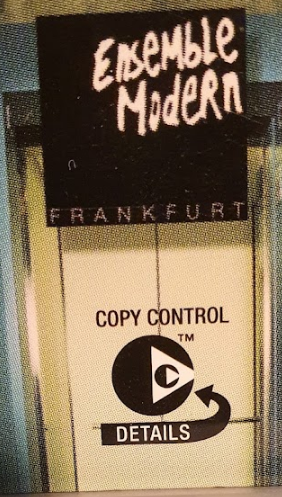 Ensemble
Modern
FRANKFURT
COPY CONTROL
TM
DETAILS